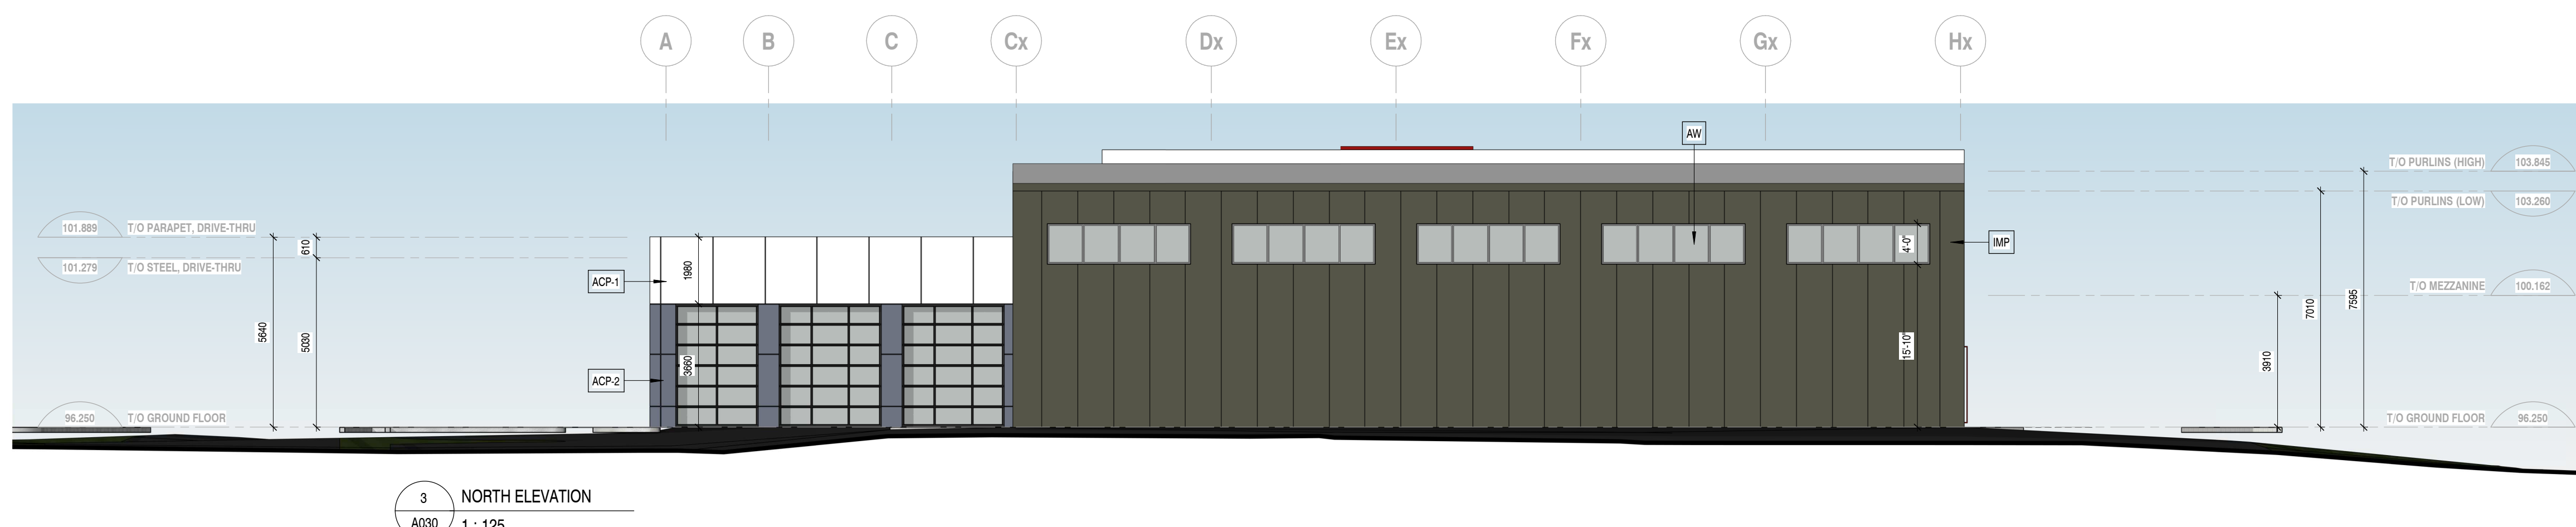 A B C Cx Dx Ex Fx Gx Hx
AW
T/O PURLINS (HIGH) 103.845
103.260
T/O PURLINS (LOW)
101.889 T/O PARAPET, DRIVE-THRU
610
101.279 T/O STEEL, DRIVE-THRU
IMP
4'-0"
ACP-1
1980
T/O MEZZANINE 100.162
7595
7010
5640
5030
15'-10"
3660
3910
ACP-2
96.250 T/O GROUND FLOOR
T/O GROUND FLOOR 96.250
3 NORTH ELEVATION
A030 1 : 125